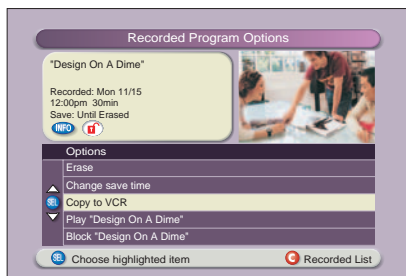 Recorded Program Options
"Design On A Dime"
Recorded: Mon 11/15
12:00pm 30min
Save: Until Erased
INFO
Options
Erase
Change save time
SEL Copy to VCR
Play "Design On A Dime"
Block "Design On A Dime"
SEL Choose highlighted item C Recorded List